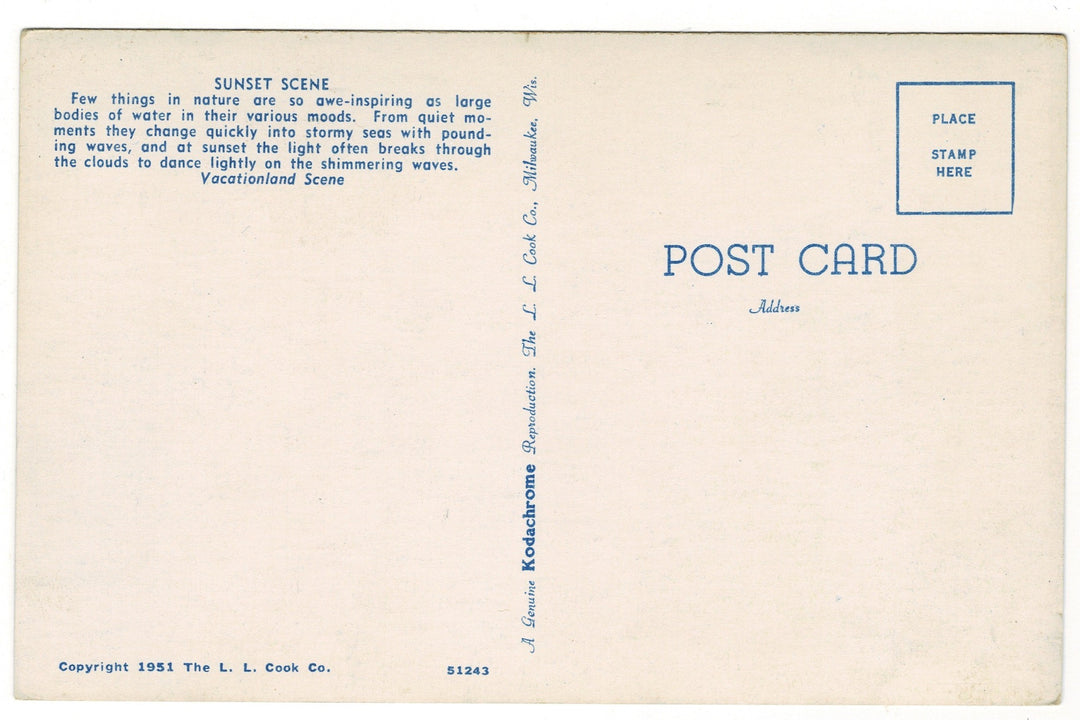 SUNSET SCENE
Few things in nature are so awe-inspiring as large
bodies of water in their various moods. From quiet mo-
ments they change quickly into stormy seas with pound-
ing waves, and at sunset the light often breaks through
the clouds to dance lightly on the shimmering waves.
Vacationland Scene
Copyright 1951 The L. L. Cook Co.
51243
A Genuine Kodachrome Reproduction. The L. L. Cook Co., Milwaukee, Wis.
PLACE
STAMP
HERE
POST CARD
Address